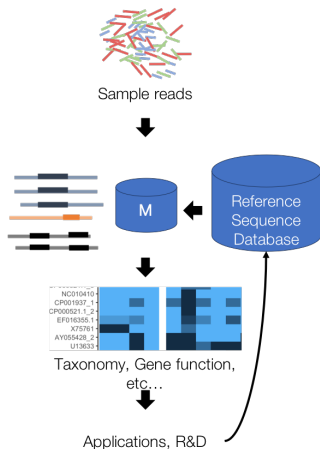 Sample reads
M
Reference
Sequence
Database
NC010410
CP001937_1
CP000521.1_2
EF016355.1
X75761
AY055428_2
U13633
Taxonomy, Gene function,
etc…
Applications, R&D